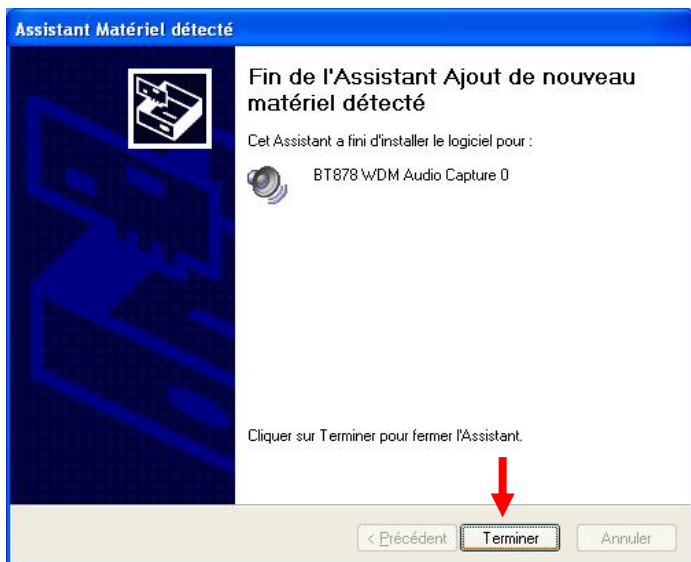 Assistant Matériel détecté
Fin de l'Assistant Ajout de nouveau
matériel détecté
Cet Assistant a fini d'installer le logiciel pour :
BT878 WDM Audio Capture 0
Cliquer sur Terminer pour fermer l'Assistant.
< Précédent Terminer Annuler